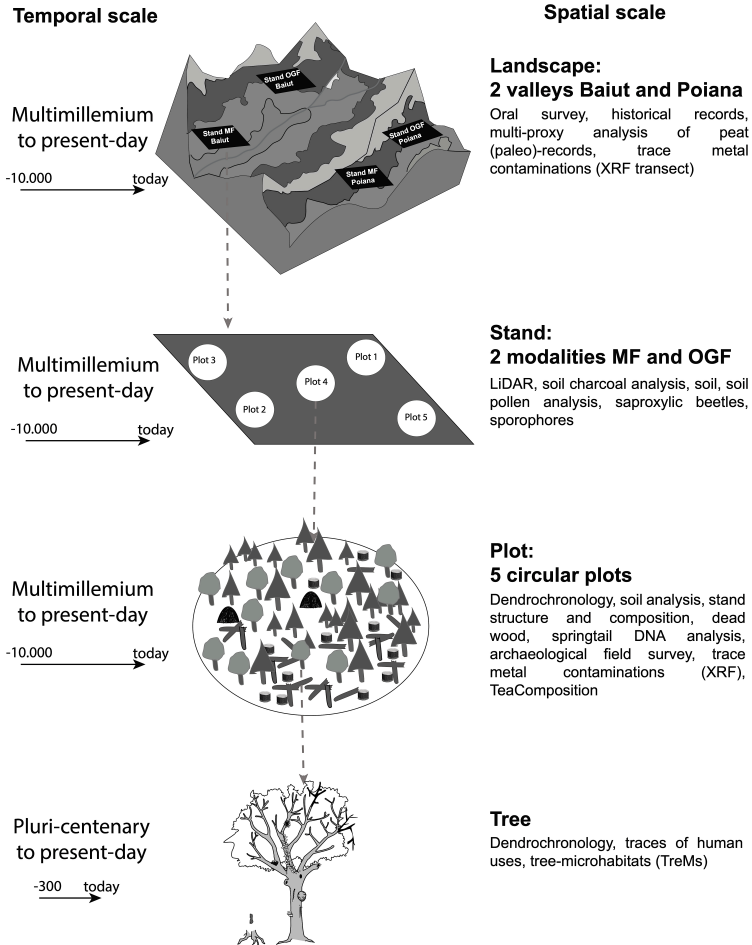 Temporal scale
Spatial scale
Stand OGF
Baiut
Stand MF
Baiut
Stand OGF
Poiana
Stand MF
Poiana
Multimillemium
to present-day
-10.000
today
Landscape:
2 valleys Baiut and Poiana
Oral survey, historical records,
multi-proxy analysis of peat
(paleo)-records, trace metal
contaminations (XRF transect)
Multimillemium
to present-day
-10.000
today
Plot 3
Plot 1
Plot 4
Plot 2
Plot 5
Stand:
2 modalities MF and OGF
LiDAR, soil charcoal analysis, soil, soil
pollen analysis, saproxylic beetles,
sporophores
Multimillemium
to present-day
-10.000
today
Plot:
5 circular plots
Dendrochronology, soil analysis, stand
structure and composition, dead
wood, springtail DNA analysis,
archaeological field survey, trace
metal contaminations (XRF),
TeaComposition
Pluri-centenary
to present-day
-300
today
Tree
Dendrochronology, traces of human
uses, tree-microhabitats (TreMs)